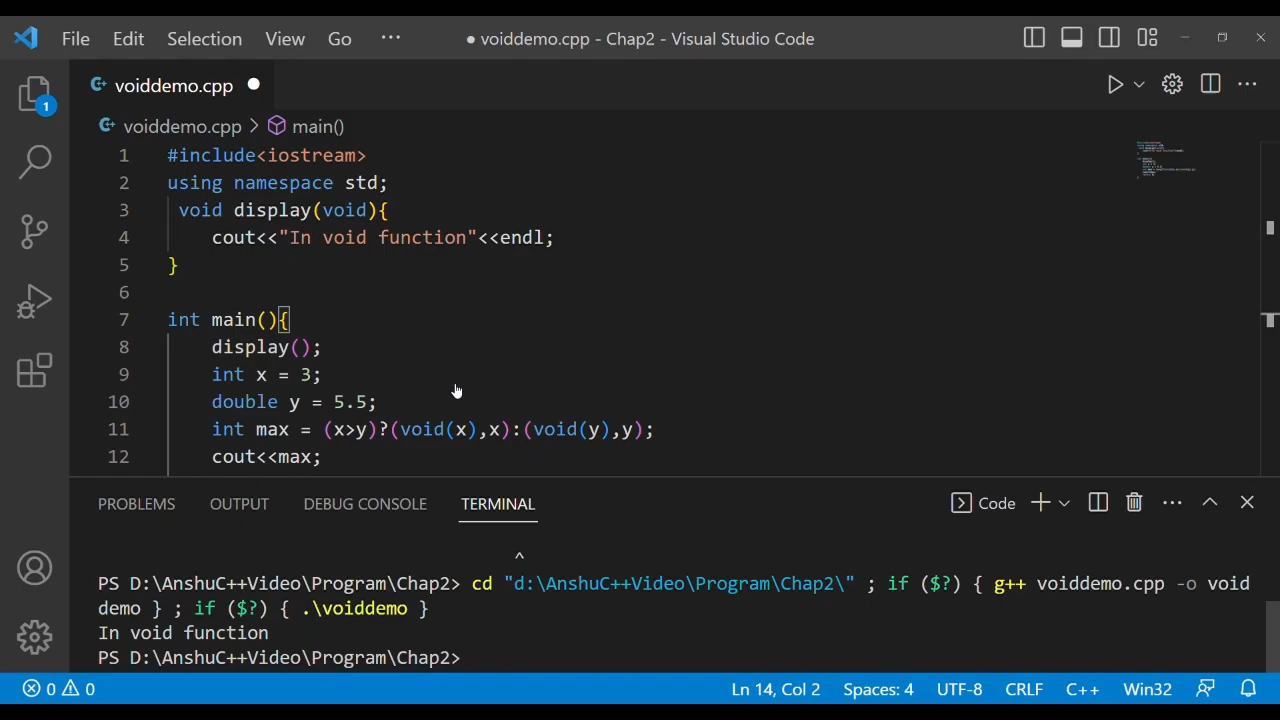 File Edit Selection View Go ··· ● voiddemo.cpp - Chap2 - Visual Studio Code
voiddemo.cpp ●
voiddemo.cpp > main()
1 #include<iostream>
2 using namespace std;
3 void display(void){
4 cout<<"In void function"<<endl;
5 }
6
7 int main(){
8 display();
9 int x = 3;
10 double y = 5.5;
11 int max = (x>y)?(void(x),x):(void(y),y);
12 cout<<max;
PROBLEMS OUTPUT DEBUG CONSOLE TERMINAL Code
^
PS D:\AnshuC++Video\Program\Chap2> cd "d:\AnshuC++Video\Program\Chap2\" ; if ($?) { g++ voiddemo.cpp -o void
demo } ; if ($?) { .\voiddemo }
In void function
PS D:\AnshuC++Video\Program\Chap2>
0 0 Ln 14, Col 2 Spaces: 4 UTF-8 CRLF C++ Win32